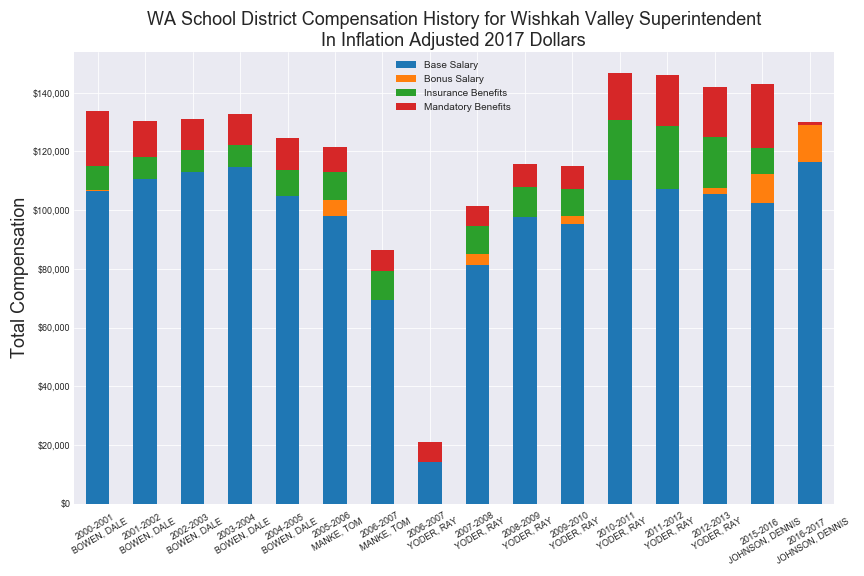 WA School District Compensation History for Wishkah Valley Superintendent
In Inflation Adjusted 2017 Dollars
Base Salary
Bonus Salary
Insurance Benefits
Mandatory Benefits
Total Compensation
$140,000
$120,000
$100,000
$80,000
$60,000
$40,000
$20,000
$0
2000-2001
BOWEN, DALE
2001-2002
BOWEN, DALE
2002-2003
BOWEN, DALE
2003-2004
BOWEN, DALE
2004-2005
BOWEN, DALE
2005-2006
MANKE, TOM
2006-2007
MANKE, TOM
2006-2007
YODER, RAY
2007-2008
YODER, RAY
2008-2009
YODER, RAY
2009-2010
YODER, RAY
2010-2011
YODER, RAY
2011-2012
YODER, RAY
2012-2013
YODER, RAY
2015-2016
JOHNSON, DENNIS
2016-2017
JOHNSON, DENNIS